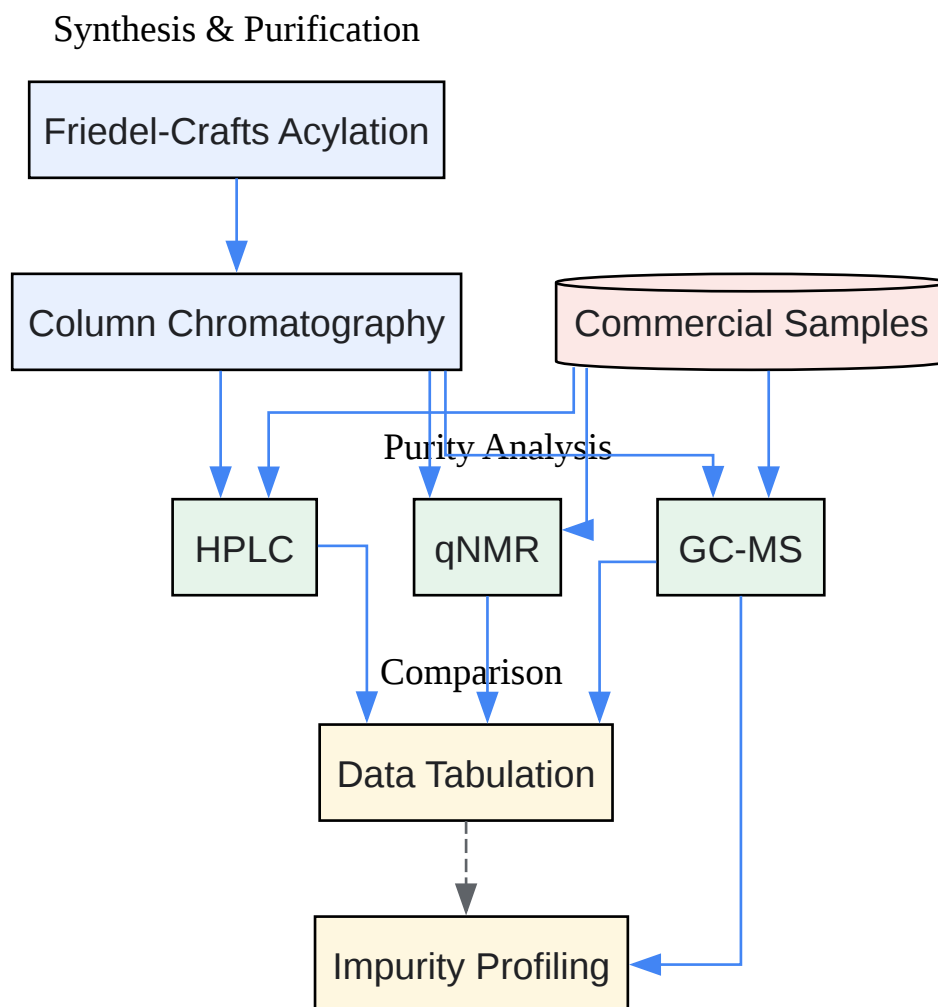 Synthesis & Purification
Friedel-Crafts Acylation
Column Chromatography
Commercial Samples
Purity Analysis
HPLC
qNMR
GC-MS
Comparison
Data Tabulation
Impurity Profiling